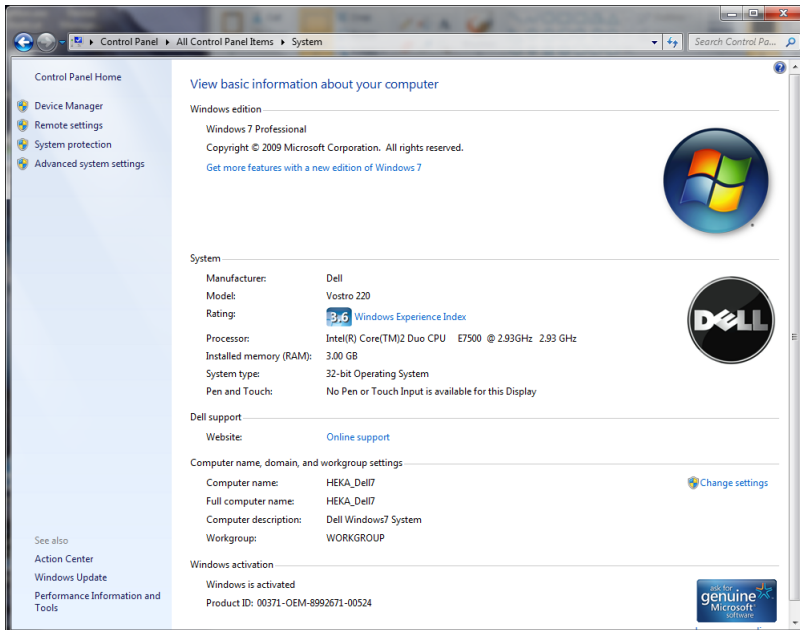 Control Panel ▸ All Control Panel Items ▸ System
Search Control Pa...
Control Panel Home
Device Manager
Remote settings
System protection
Advanced system settings
View basic information about your computer
Windows edition
Windows 7 Professional
Copyright © 2009 Microsoft Corporation. All rights reserved.
Get more features with a new edition of Windows 7
System
Manufacturer: Dell
Model: Vostro 220
Rating: 3.6 Windows Experience Index
Processor: Intel(R) Core(TM)2 Duo CPU E7500 @ 2.93GHz 2.93 GHz
Installed memory (RAM): 3.00 GB
System type: 32-bit Operating System
Pen and Touch: No Pen or Touch Input is available for this Display
DELL
Dell support
Website: Online support
Computer name, domain, and workgroup settings
Computer name: HEKA_Dell7
Change settings
Full computer name: HEKA_Dell7
Computer description: Dell Windows7 System
Workgroup: WORKGROUP
Windows activation
Windows is activated
Product ID: 00371-OEM-8992671-00524
ask for
genuine
Microsoft
software
See also
Action Center
Windows Update
Performance Information and
Tools